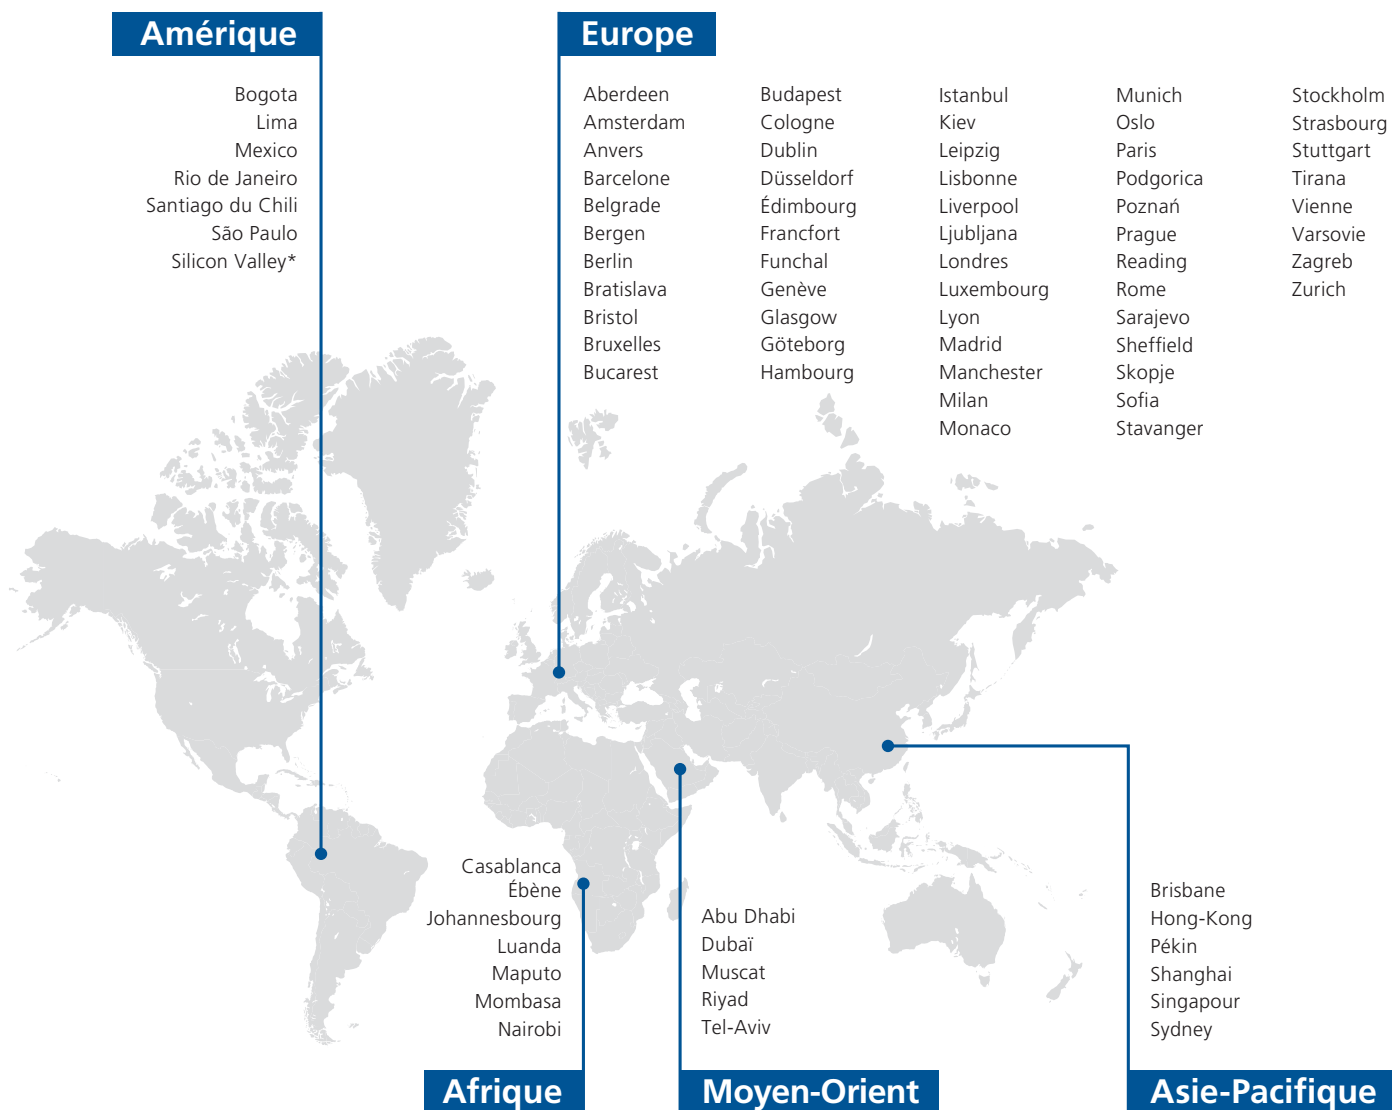 Amérique
Bogota
Lima
Mexico
Rio de Janeiro
Santiago du Chili
São Paulo
Silicon Valley*
Europe
Aberdeen
Amsterdam
Anvers
Barcelone
Belgrade
Bergen
Berlin
Bratislava
Bristol
Bruxelles
Bucarest
Budapest
Cologne
Dublin
Düsseldorf
Édimbourg
Francfort
Funchal
Genève
Glasgow
Göteborg
Hambourg
Istanbul
Kiev
Leipzig
Lisbonne
Liverpool
Ljubljana
Londres
Luxembourg
Lyon
Madrid
Manchester
Milan
Monaco
Munich
Oslo
Paris
Podgorica
Poznań
Prague
Reading
Rome
Sarajevo
Sheffield
Skopje
Sofia
Stavanger
Stockholm
Strasbourg
Stuttgart
Tirana
Vienne
Varsovie
Zagreb
Zurich
Casablanca
Ébène
Johannesbourg
Luanda
Maputo
Mombasa
Nairobi
Afrique
Abu Dhabi
Dubaï
Muscat
Riyad
Tel-Aviv
Moyen-Orient
Brisbane
Hong-Kong
Pékin
Shanghai
Singapour
Sydney
Asie-Pacifique